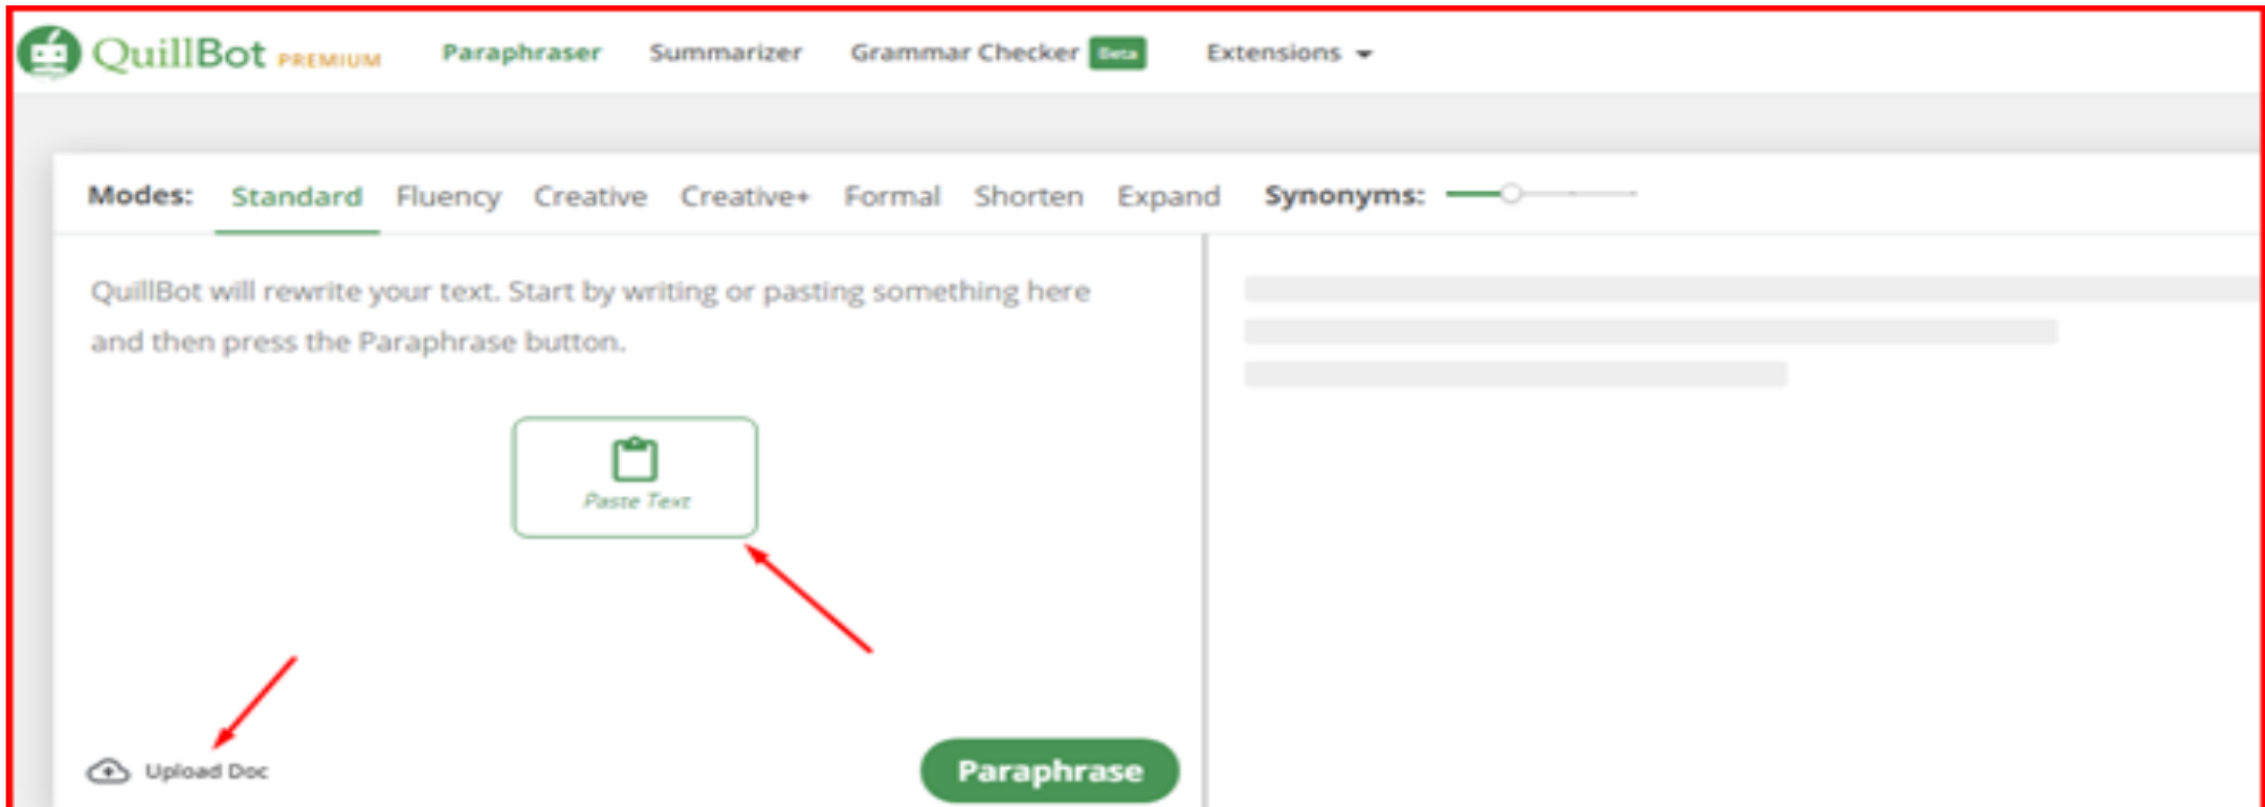 QuillBot PREMIUM Paraphraser Summarizer Grammar Checker Beta Extensions
Modes: Standard Fluency Creative Creative+ Formal Shorten Expand Synonyms:
QuillBot will rewrite your text. Start by writing or pasting something here
and then press the Paraphrase button.
Paste Text
Upload Doc Paraphrase